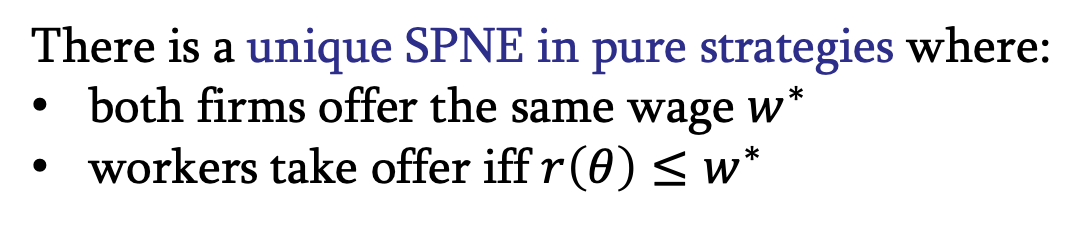 There is a unique SPNE in pure strategies where:
• both firms offer the same wage w*
• workers take offer iff r(θ) ≤ w*